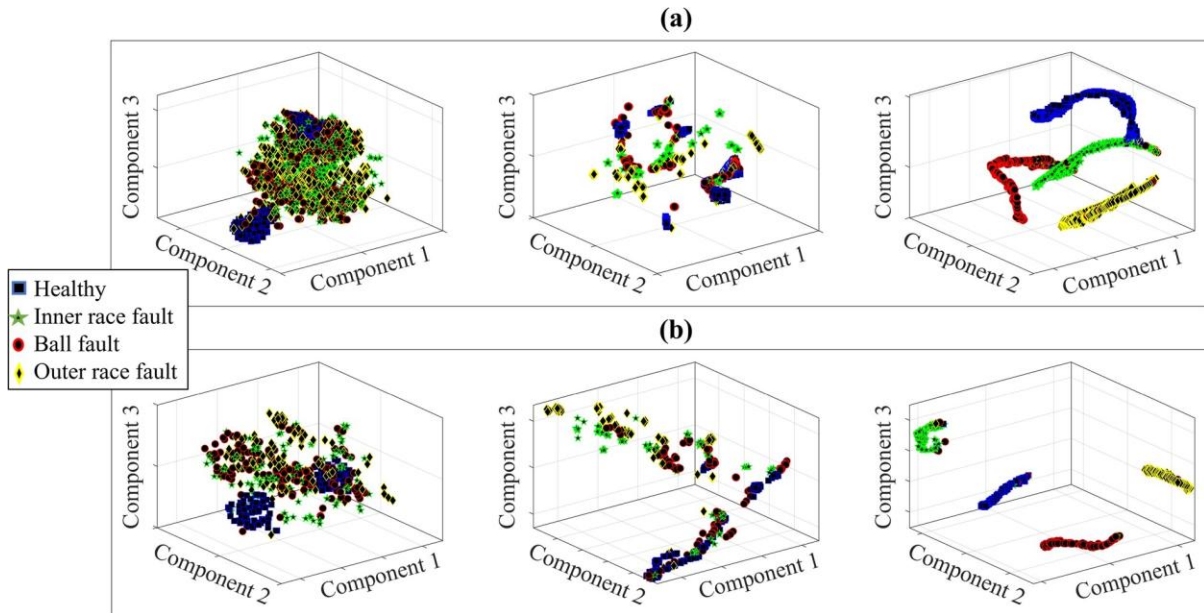 (a)
Component 3
Component 2
Component 1
Component 3
Component 2
Component 1
Component 3
Component 2
Component 1
Healthy
Inner race fault
Ball fault
Outer race fault
(b)
Component 3
Component 2
Component 1
Component 3
Component 2
Component 1
Component 3
Component 2
Component 1